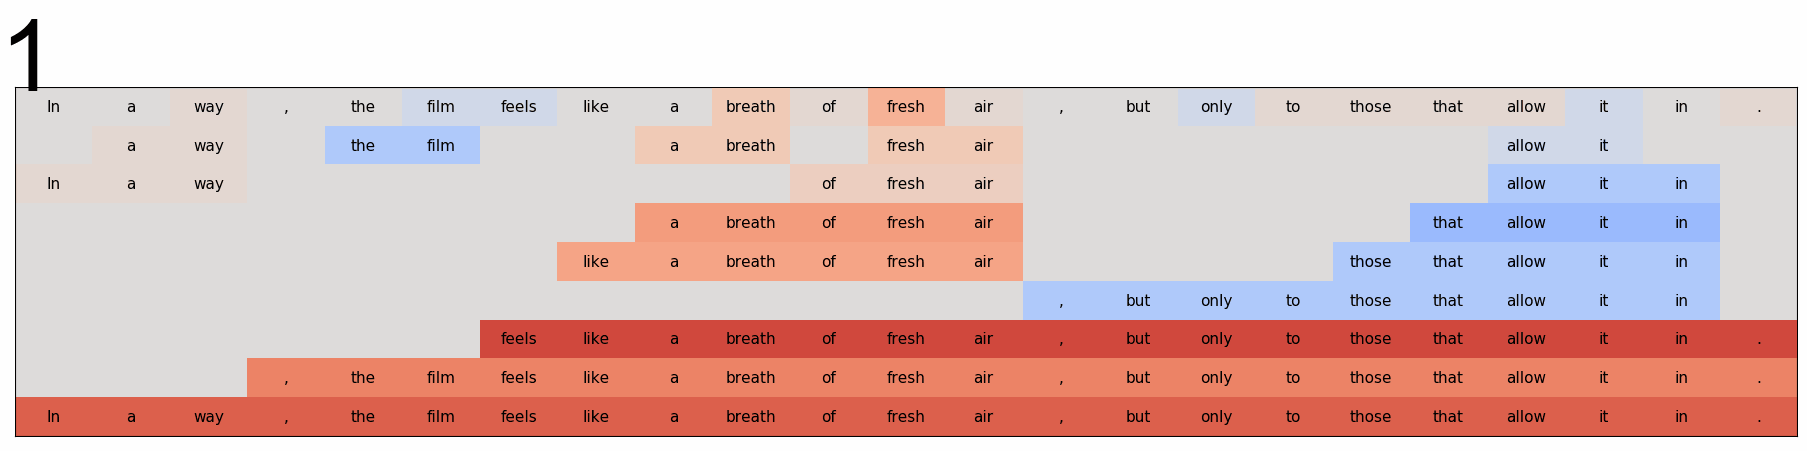 1
In a way , the film feels like a breath of fresh air , but only to those that allow it in .
a way the film a breath fresh air allow it
In a way of fresh air allow it in
a breath of fresh air that allow it in
like a breath of fresh air those that allow it in
, but only to those that allow it in
feels like a breath of fresh air , but only to those that allow it in .
, the film feels like a breath of fresh air , but only to those that allow it in .
In a way , the film feels like a breath of fresh air , but only to those that allow it in .